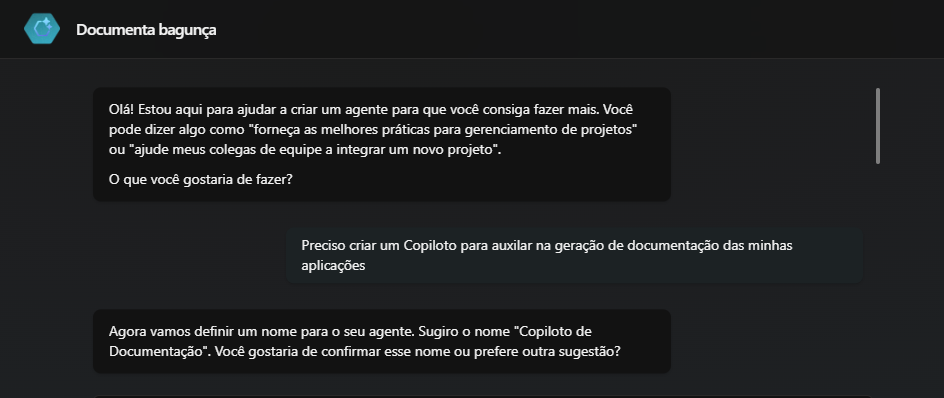 Documenta bagunça
Olá! Estou aqui para ajudar a criar um agente para que você consiga fazer mais. Você
pode dizer algo como "forneça as melhores práticas para gerenciamento de projetos"
ou "ajude meus colegas de equipe a integrar um novo projeto".
O que você gostaria de fazer?
Preciso criar um Copiloto para auxilar na geração de documentação das minhas
aplicações
Agora vamos definir um nome para o seu agente. Sugiro o nome "Copiloto de
Documentação". Você gostaria de confirmar esse nome ou prefere outra sugestão?